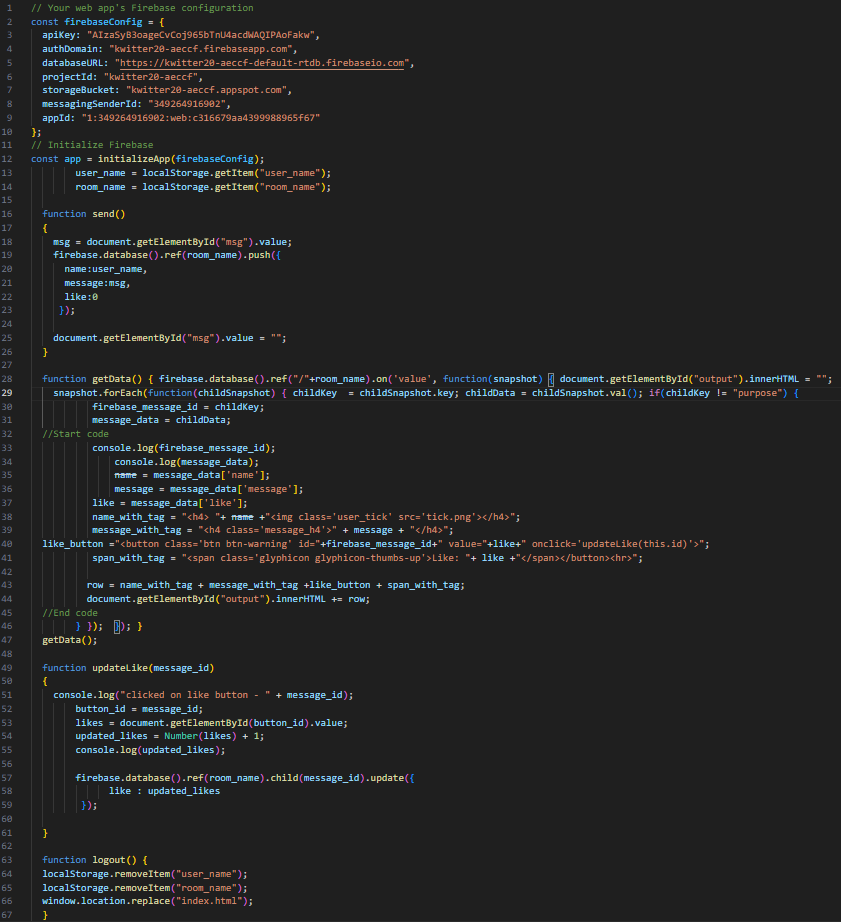 1 // Your web app's Firebase configuration
2 const firebaseConfig = {
3 apiKey: "AIzaSyB3oageCvCoj965bTnU4acdWAQIPAoFakw",
4 authDomain: "kwitter20-aeccf.firebaseapp.com",
5 databaseURL: "https://kwitter20-aeccf-default-rtdb.firebaseio.com",
6 projectId: "kwitter20-aeccf",
7 storageBucket: "kwitter20-aeccf.appspot.com",
8 messagingSenderId: "349264916902",
9 appId: "1:349264916902:web:c316679aa4399988965f67"
10 };
11 // Initialize Firebase
12 const app = initializeApp(firebaseConfig);
13 user_name = localStorage.getItem("user_name");
14 room_name = localStorage.getItem("room_name");
15
16 function send()
17 {
18 msg = document.getElementById("msg").value;
19 firebase.database().ref(room_name).push({
20 name:user_name,
21 message:msg,
22 like:0
23 });
24
25 document.getElementById("msg").value = "";
26 }
27
28 function getData() { firebase.database().ref("/"+room_name).on('value', function(snapshot) { document.getElementById("output").innerHTML = "";
29 snapshot.forEach(function(childSnapshot) { childKey = childSnapshot.key; childData = childSnapshot.val(); if(childKey != "purpose") {
30 firebase_message_id = childKey;
31 message_data = childData;
32 //Start code
33 console.log(firebase_message_id);
34 console.log(message_data);
35 name = message_data['name'];
36 message = message_data['message'];
37 like = message_data['like'];
38 name_with_tag = "<h4> "+ name +"<img class='user_tick' src='tick.png'></h4>";
39 message_with_tag = "<h4 class='message_h4'>" + message + "</h4>";
40 like_button ="<button class='btn btn-warning' id="+firebase_message_id+" value="+like+" onclick='updateLike(this.id)'>";
41 span_with_tag = "<span class='glyphicon glyphicon-thumbs-up'>Like: "+ like +"</span></button><hr>";
42
43 row = name_with_tag + message_with_tag +like_button + span_with_tag;
44 document.getElementById("output").innerHTML += row;
45 //End code
46 } }); }); }
47 getData();
48
49 function updateLike(message_id)
50 {
51 console.log("clicked on like button - " + message_id);
52 button_id = message_id;
53 likes = document.getElementById(button_id).value;
54 updated_likes = Number(likes) + 1;
55 console.log(updated_likes);
56
57 firebase.database().ref(room_name).child(message_id).update({
58 like : updated_likes
59 });
60
61 }
62
63 function logout() {
64 localStorage.removeItem("user_name");
65 localStorage.removeItem("room_name");
66 window.location.replace("index.html");
67 }